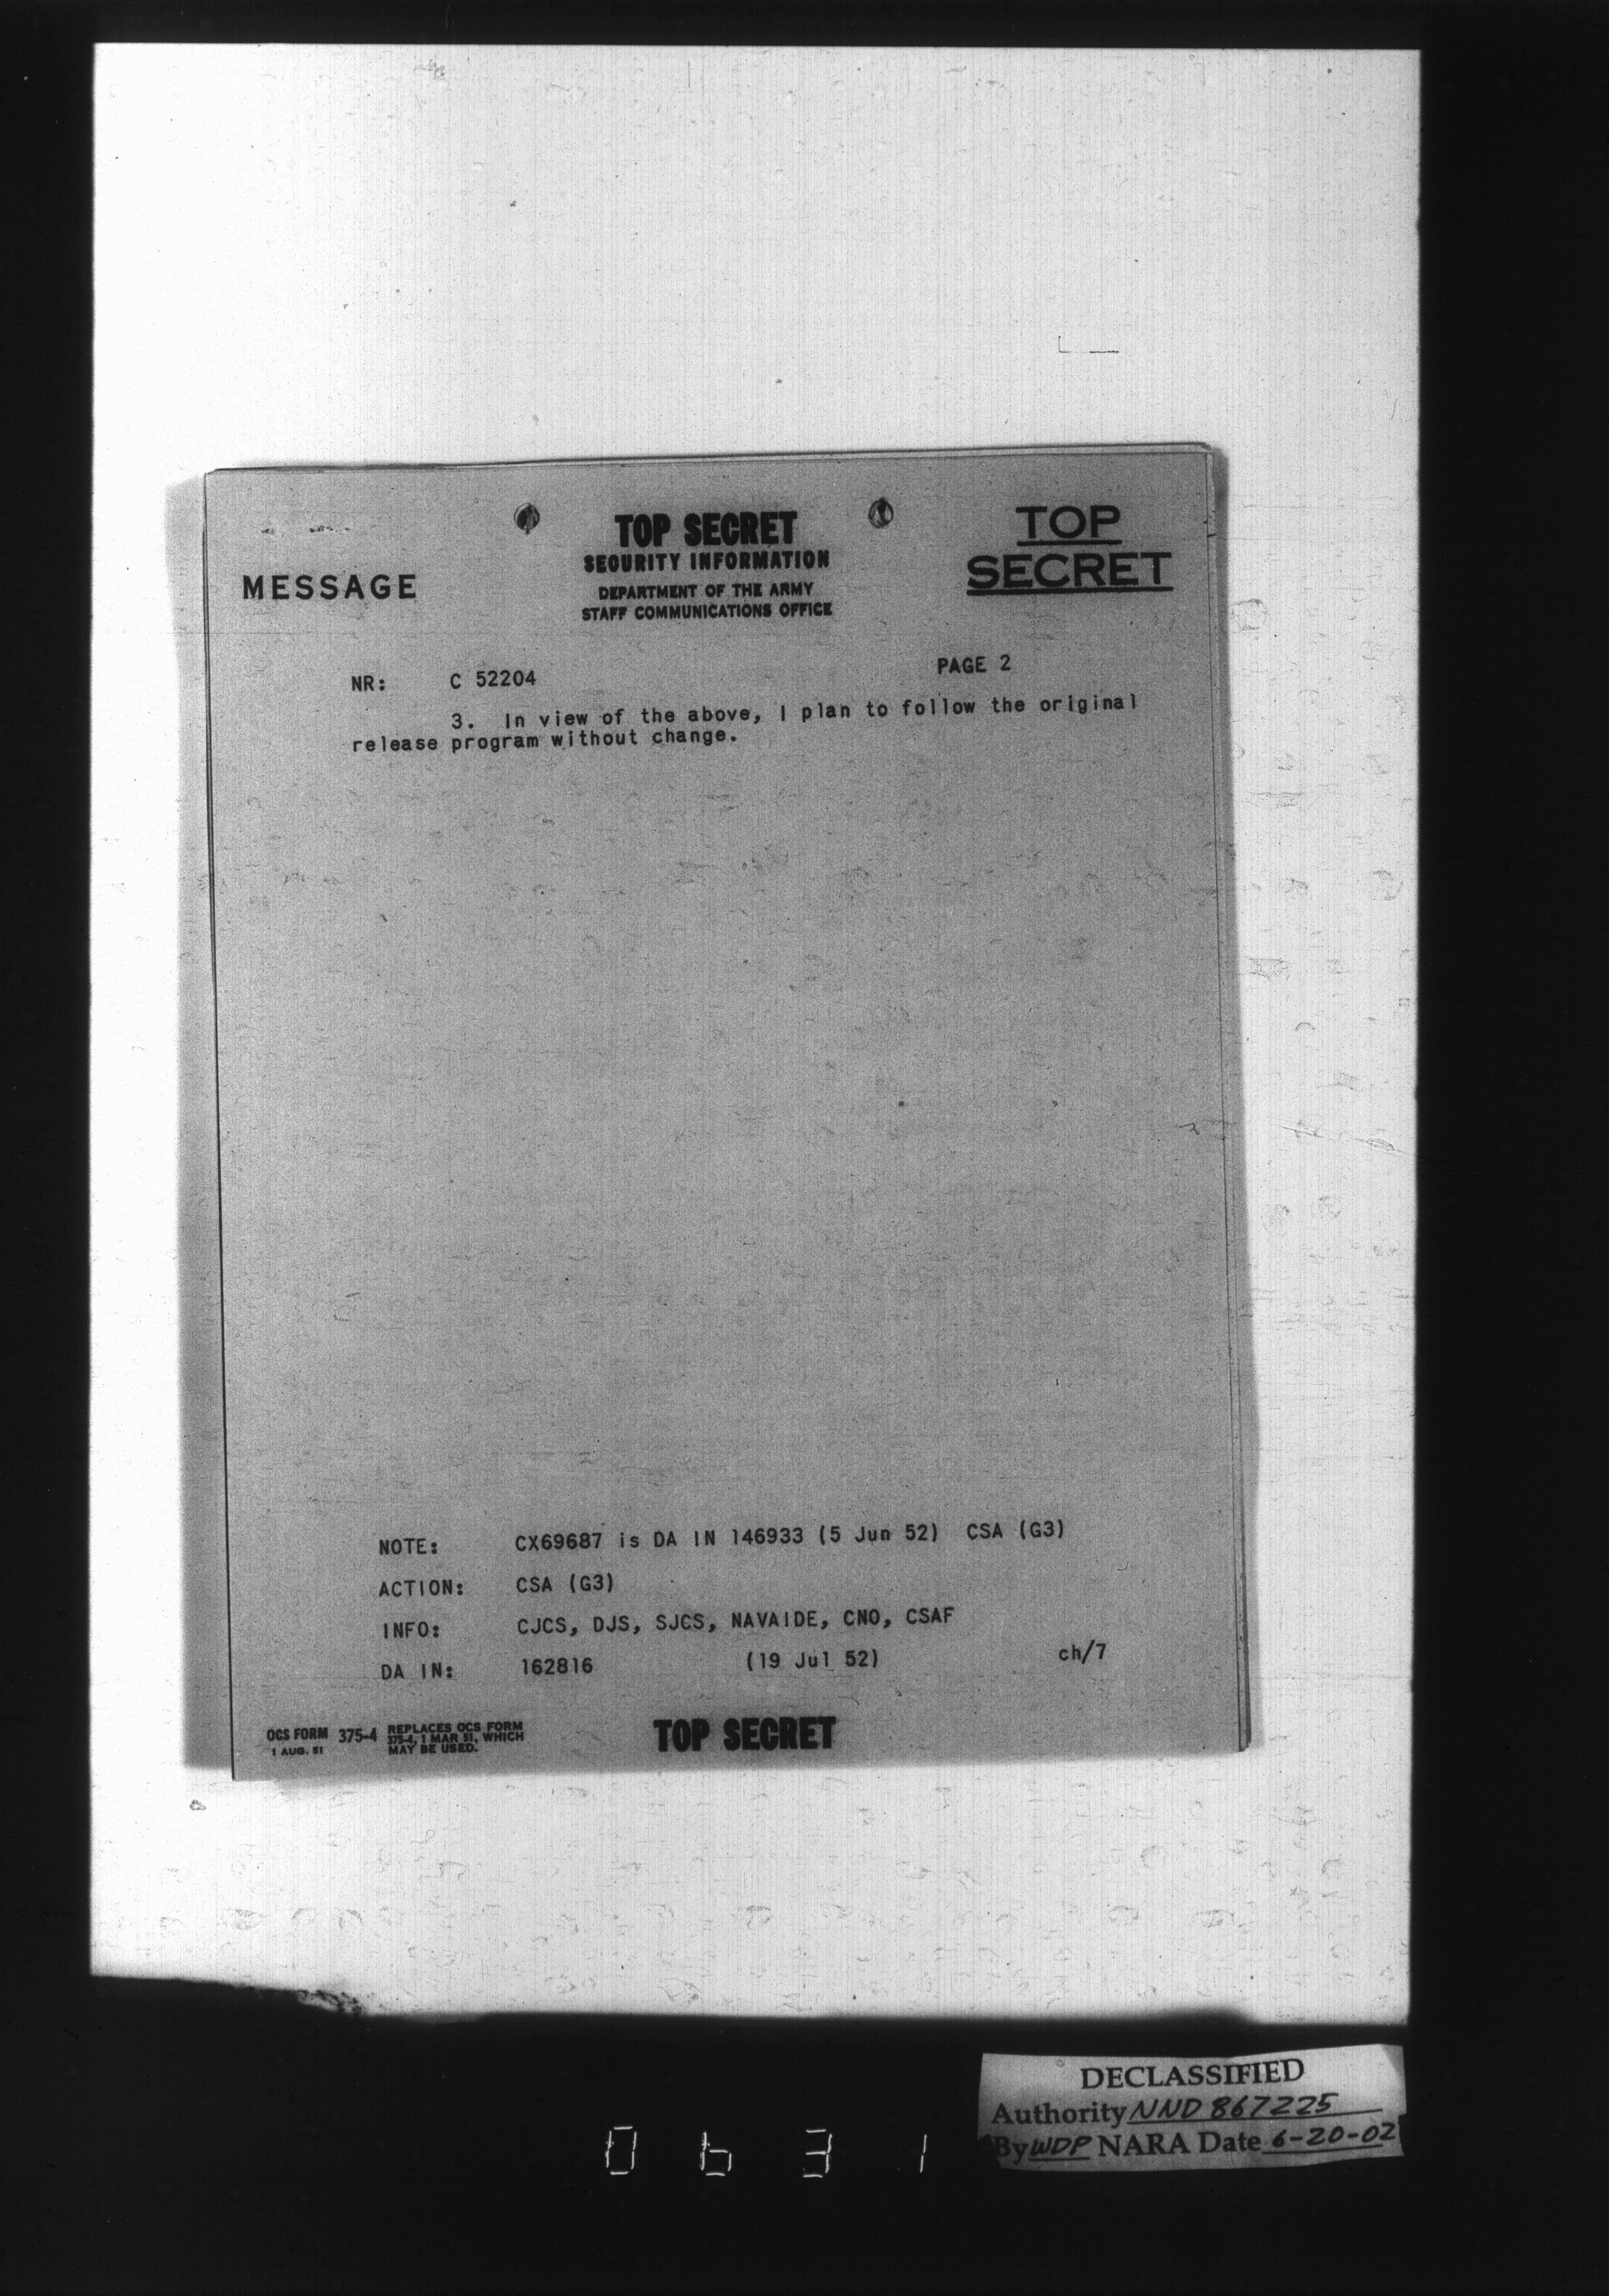 TOP SECRET
SECURITY INFORMATION
DEPARTMENT OF THE ARMY
STAFF COMMUNICATIONS OFFICE
MESSAGE
TOP
SECRET
NR: C 52204 PAGE 2
3. In view of the above, I plan to follow the original
release program without change.
NOTE: CX69687 is DA IN 146933 (5 Jun 52) CSA (G3)
ACTION: CSA (G3)
INFO: CJCS, DJS, SJCS, NAVAIDE, CNO, CSAF
DA IN: 162816 (19 Jul 52) ch/7
OCS FORM 375-4 REPLACES OCS FORM
375-4, 1 MAR 51, WHICH
1 AUG. 51 MAY BE USED.
TOP SECRET
DECLASSIFIED
Authority NND 867225
By WDP NARA Date 6-20-02
0631